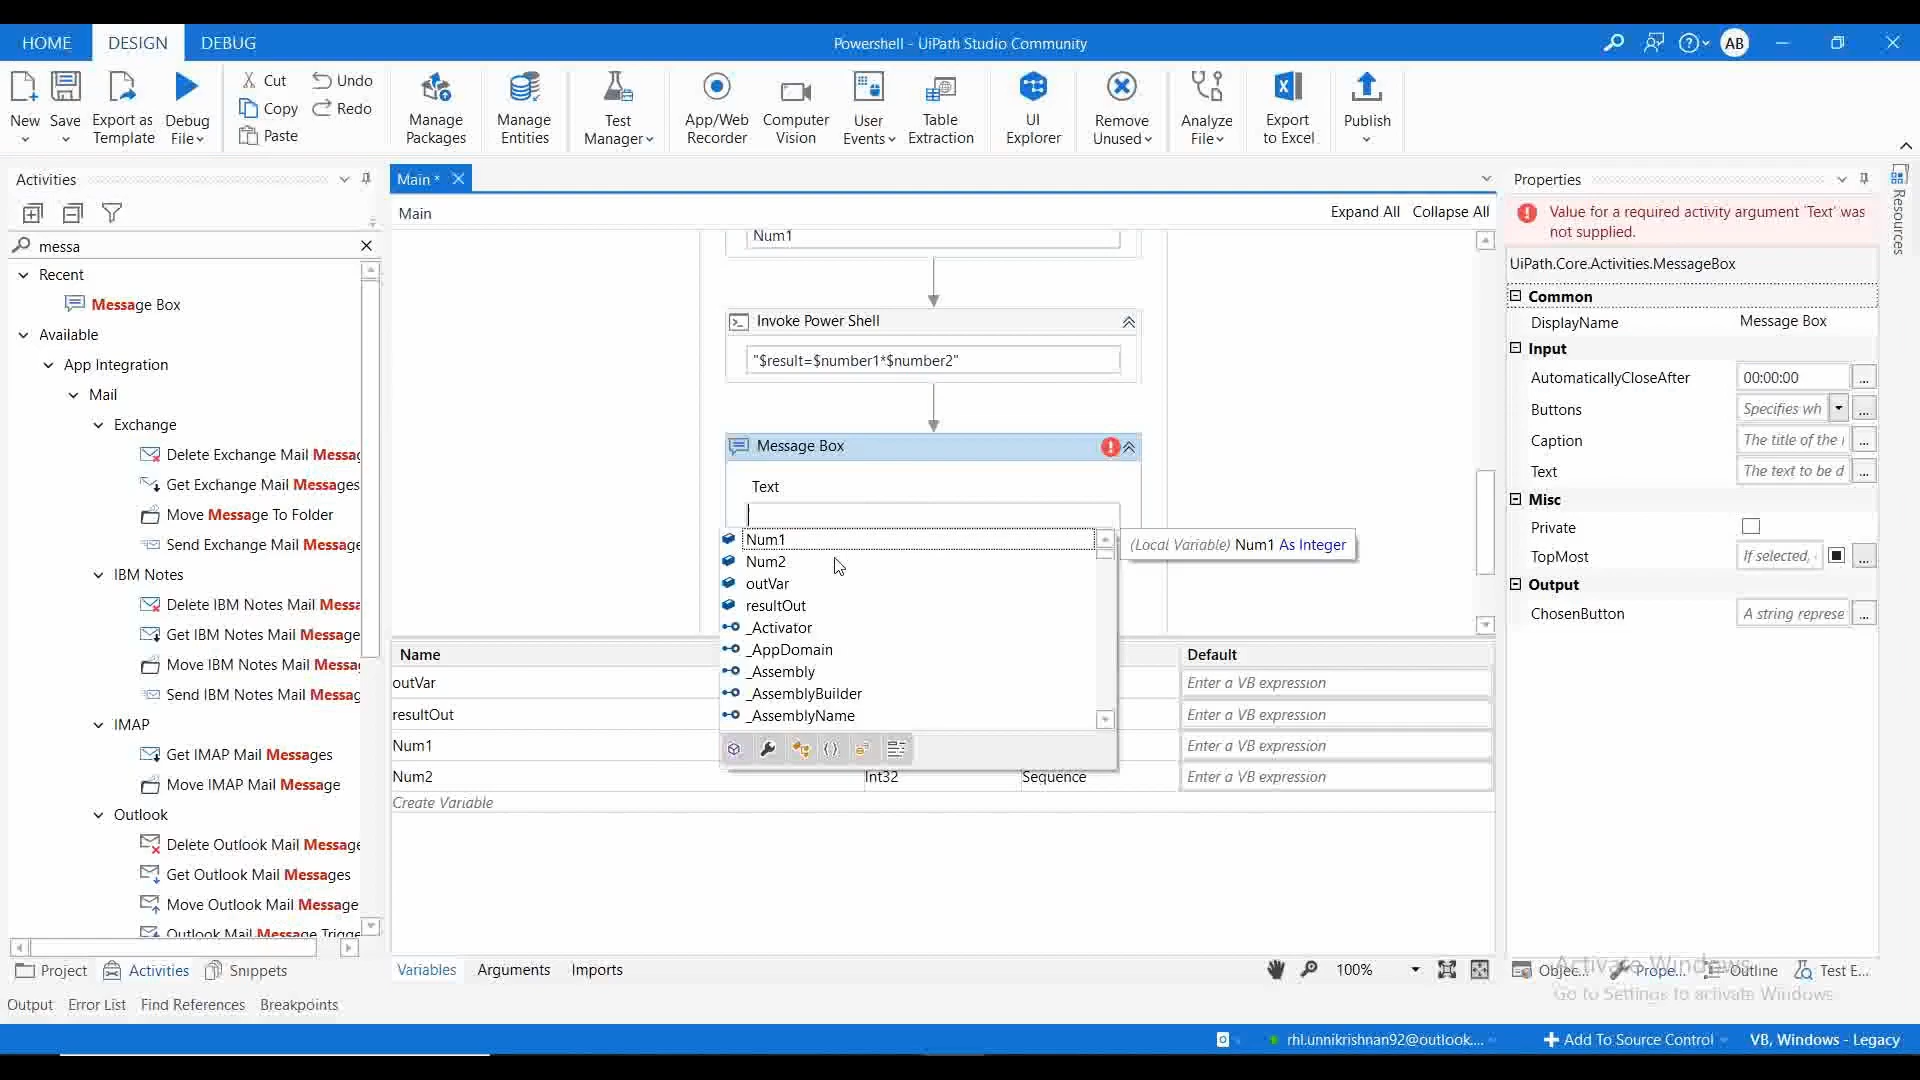 HOME DESIGN DEBUG Powershell - UiPath Studio Community AB
New Save Export as Template Debug File Cut Copy Paste Undo Redo Manage Packages Manage Entities Test Manager App/Web Recorder Computer Vision User Events Table Extraction UI Explorer Remove Unused Analyze File Export to Excel Publish
Activities
messa
Recent
Message Box
Available
App Integration
Mail
Exchange
Delete Exchange Mail Messag
Get Exchange Mail Messages
Move Message To Folder
Send Exchange Mail Message
IBM Notes
Delete IBM Notes Mail Messa
Get IBM Notes Mail Message
Move IBM Notes Mail Messa
Send IBM Notes Mail Messag
IMAP
Get IMAP Mail Messages
Move IMAP Mail Message
Outlook
Delete Outlook Mail Message
Get Outlook Mail Messages
Move Outlook Mail Message
Outlook Mail Message Trigge
Project Activities Snippets
Main *
Main Expand All Collapse All
Num1
Invoke Power Shell
"$result=$number1*$number2"
Message Box
Text
Num1
Num2
outVar
resultOut
_Activator
_AppDomain
_Assembly
_AssemblyBuilder
_AssemblyName
(Local Variable) Num1 As Integer
Name Default
outVar Enter a VB expression
resultOut Enter a VB expression
Num1 Enter a VB expression
Num2 Int32 Sequence Enter a VB expression
Create Variable
Variables Arguments Imports 100%
Properties
Value for a required activity argument 'Text' was
not supplied.
UiPath.Core.Activities.MessageBox
Common
DisplayName Message Box
Input
AutomaticallyCloseAfter 00:00:00 ...
Buttons Specifies wh ...
Caption The title of the ...
Text The text to be d ...
Misc
Private
TopMost If selected, ...
Output
ChosenButton A string represe ...
Resources
Objec... Prope... Outline Test E...
Activate Windows
Go to Settings to activate Windows.
Output Error List Find References Breakpoints
rhl.unnikrishnan92@outlook.... Add To Source Control VB, Windows - Legacy